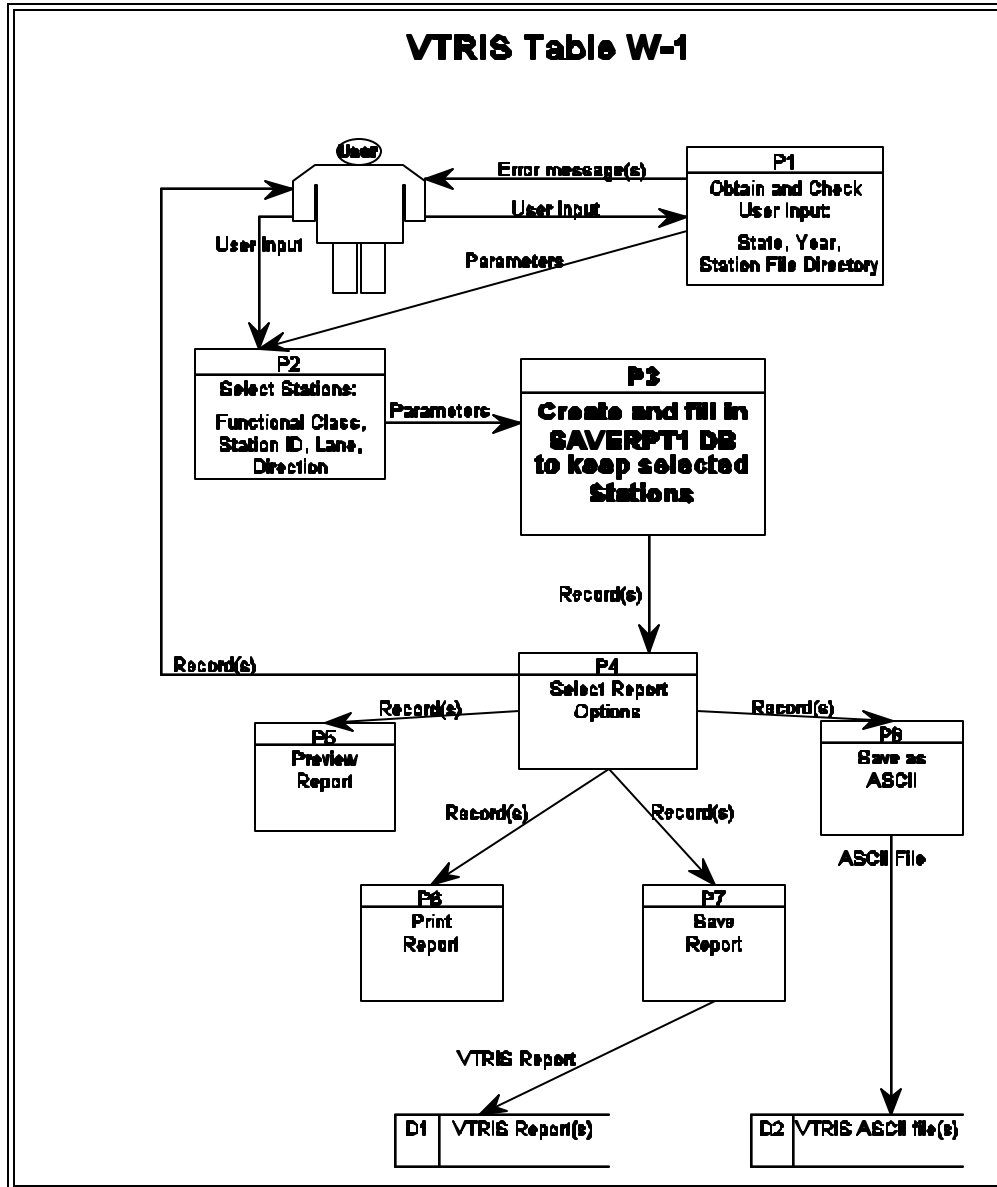 VTRIS Table W-1
User
Error message(s)
P1
Obtain and Check
User Input:
State, Year,
Station File Directory
User Input
User Input
Parameters
P2
Select Stations:
Functional Class,
Station ID, Lane,
Direction
Parameters
P3
Create and fill in
SAVERPT1 DB
to keep selected
Stations
Record(s)
Record(s)
P4
Select Report
Options
Record(s)
Record(s)
P5
Preview
Report
P8
Save as
ASCII
Record(s)
Record(s)
ASCII File
P6
Print
Report
P7
Save
Report
VTRIS Report
D1 VTRIS Report(s)
D2 VTRIS ASCII file(s)